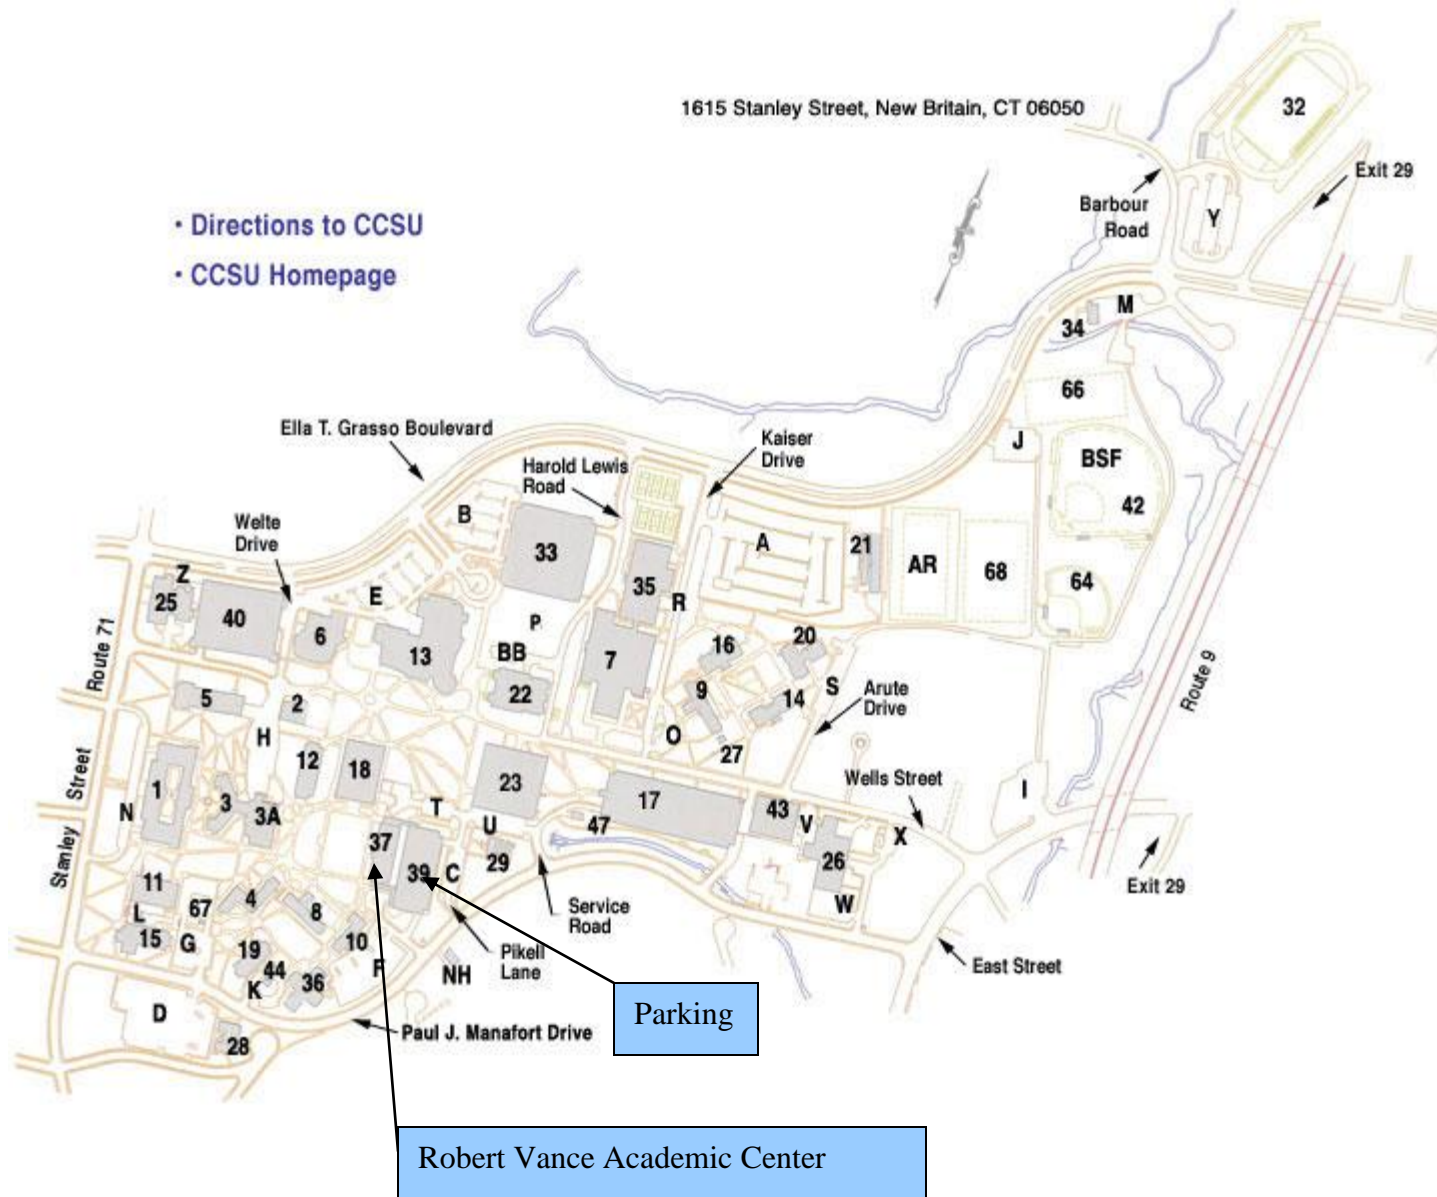 1615 Stanley Street, New Britain, CT 06050
32
Exit 29
Barbour
Road
Y
• Directions to CCSU
• CCSU Homepage
M
34
66
Ella T. Grasso Boulevard
Kaiser
Drive
J
BSF
Harold Lewis
Road
42
B
Welte
Drive
A
33
21
AR
68
64
Z
25
E
35
R
40
6
P
16
20
13
BB
7
Route 71
Route 9
5
2
22
9
14
S
Arute
Drive
H
O
27
12
18
23
Wells Street
1
3
3A
T
17
43
I
N
Street
U
47
V
X
37
29
26
39
C
Stanley
Exit 29
11
4
67
8
W
L
15
G
10
Service
Road
19
44
F
Pikell
Lane
East Street
K
36
NH
D
Parking
28
Paul J. Manafort Drive
Robert Vance Academic Center